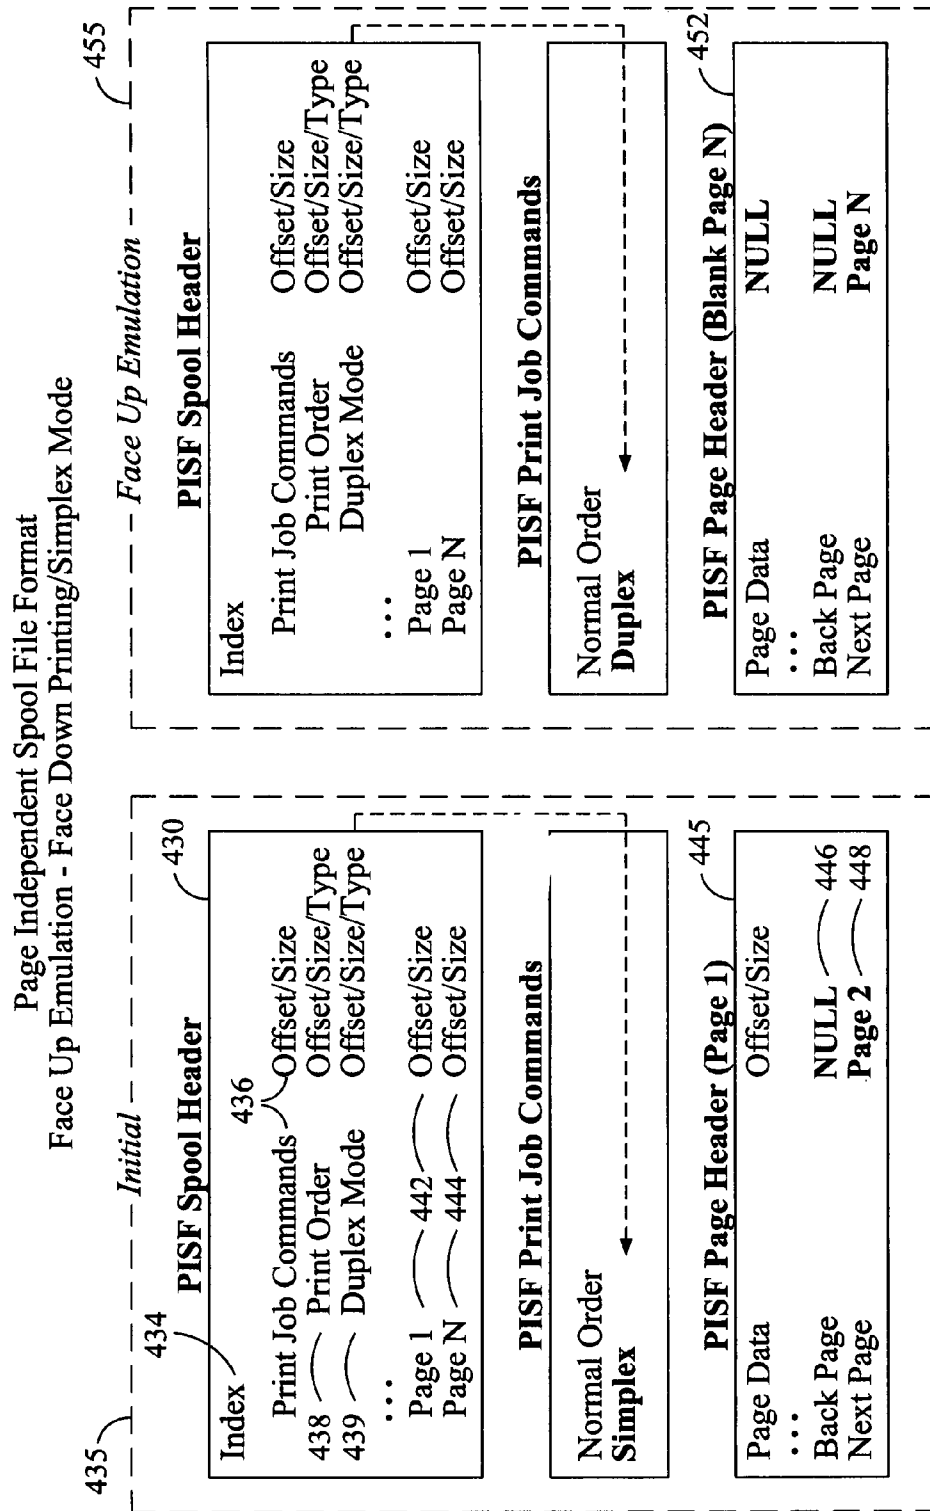 Page Independent Spool File Format
Face Up Emulation - Face Down Printing/Simplex Mode
435
Initial
434
PISF Spool Header
430
Index
436
Print Job Commands Offset/Size
438 Print Order Offset/Size/Type
439 Duplex Mode Offset/Size/Type
...
Page 1 442 Offset/Size
Page N 444 Offset/Size
PISF Print Job Commands
Normal Order
Simplex
PISF Page Header (Page 1)
445
Page Data Offset/Size
...
Back Page NULL 446
Next Page Page 2 448
Face Up Emulation
455
PISF Spool Header
Index
Print Job Commands Offset/Size
Print Order Offset/Size/Type
Duplex Mode Offset/Size/Type
...
Page 1 Offset/Size
Page N Offset/Size
PISF Print Job Commands
Normal Order
Duplex
PISF Page Header (Blank Page N)
452
Page Data NULL
...
Back Page NULL
Next Page Page N